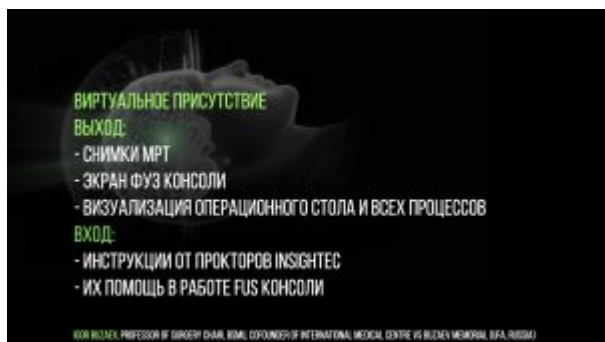 ВИРТУАЛЬНОЕ ПРИСУТСТВИЕ
ВЫХОД:
- СНИМКИ МРТ
- ЭКРАН ФУЗ КОНСОЛИ
- ВИЗУАЛИЗАЦИЯ ОПЕРАЦИОННОГО СТОЛА И ВСЕХ ПРОЦЕССОВ
ВХОД:
- ИНСТРУКЦИИ ОТ ПРОКТОРОВ INSIGHTEC
- ИХ ПОМОЩЬ В РАБОТЕ FUS КОНСОЛИ
IGOR BUZAEV, PROFESSOR OF SURGERY CHAIR, BSMU, COFOUNDER OF INTERNATIONAL MEDICAL CENTRE VS BUZAEV MEMORIAL (UFA, RUSSIA)